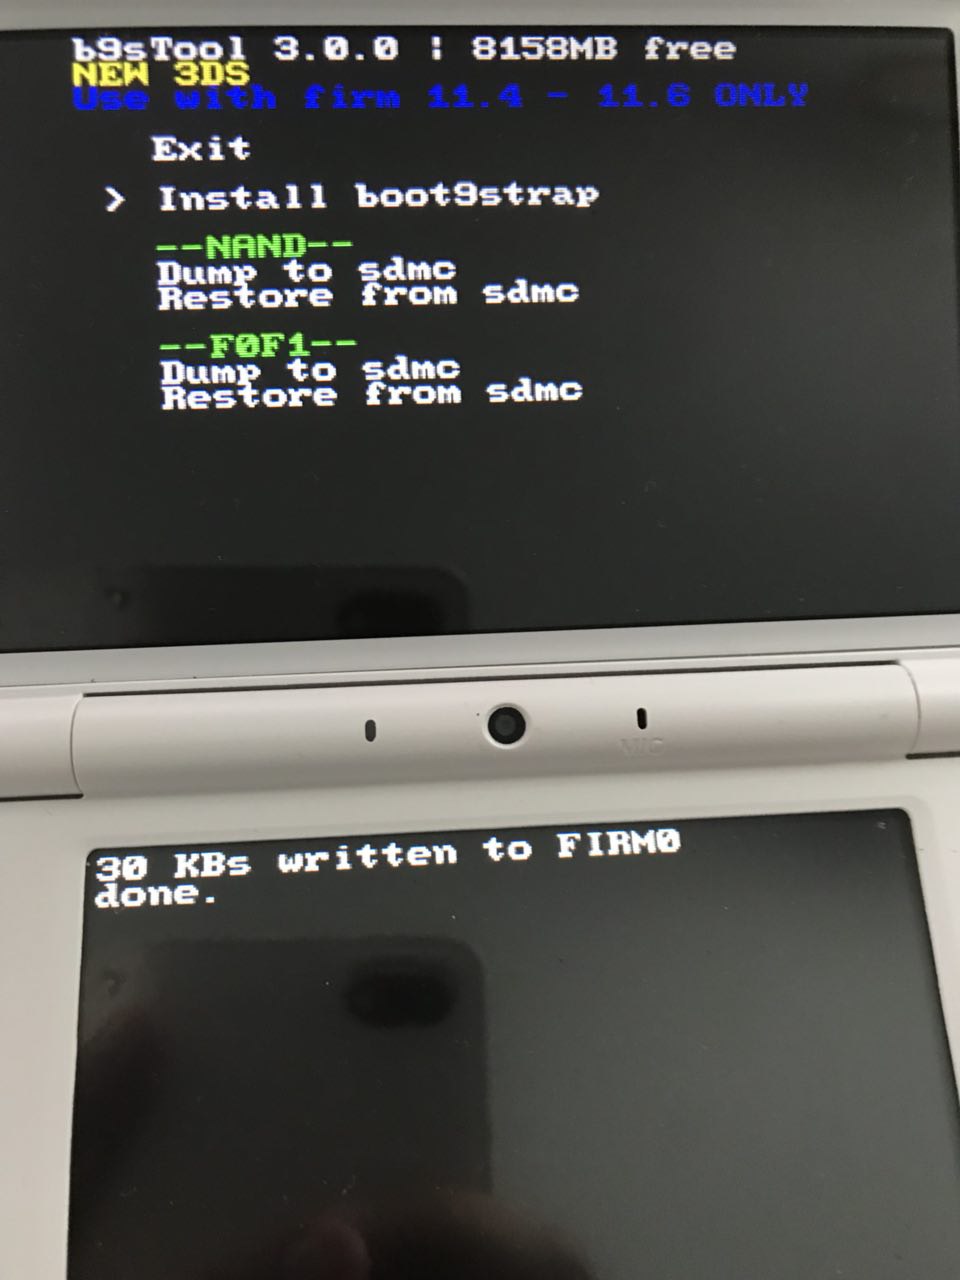 b9sTool 3.0.0 | 8158MB free
NEW 3DS
Use with firm 11.4 - 11.6 ONLY
Exit
> Install boot9strap
--NAND--
Dump to sdmc
Restore from sdmc
--F0F1--
Dump to sdmc
Restore from sdmc
MIC
30 KBs written to FIRM0
done.